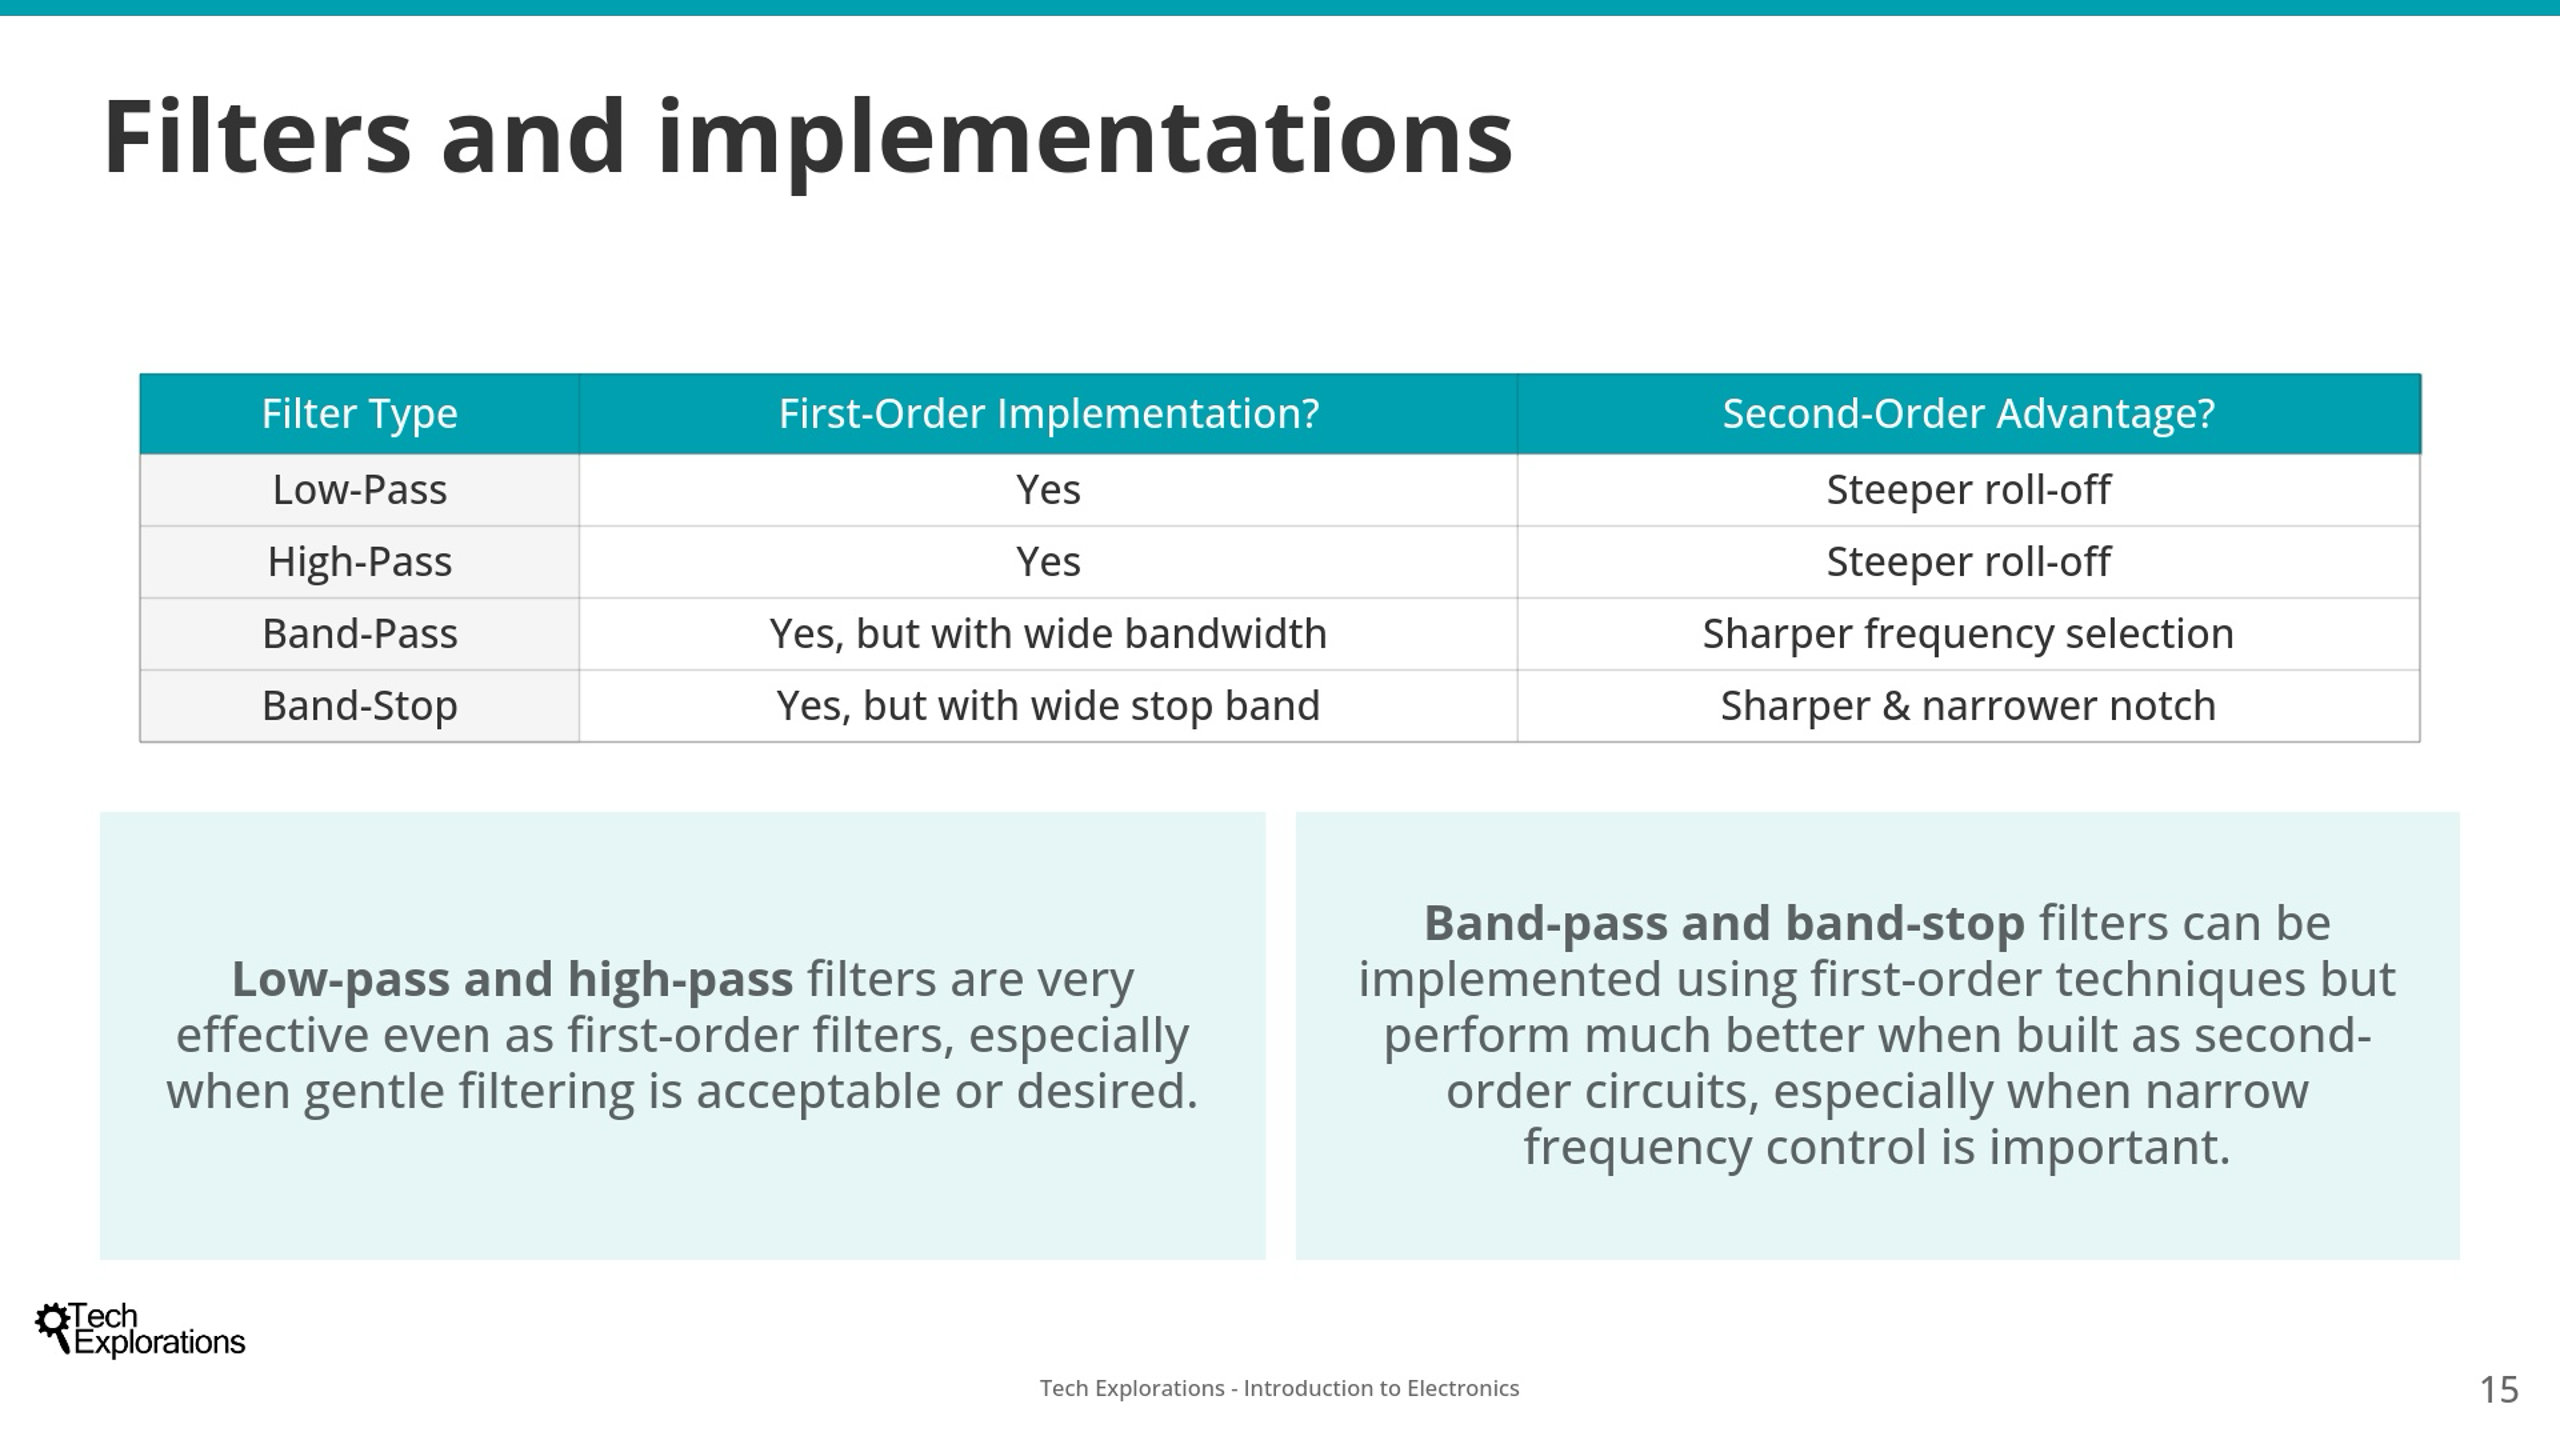 Filters and implementations
Filter Type First-Order Implementation? Second-Order Advantage?
Low-Pass Yes Steeper roll-off
High-Pass Yes Steeper roll-off
Band-Pass Yes, but with wide bandwidth Sharper frequency selection
Band-Stop Yes, but with wide stop band Sharper & narrower notch
Low-pass and high-pass filters are very
effective even as first-order filters, especially
when gentle filtering is acceptable or desired.
Band-pass and band-stop filters can be
implemented using first-order techniques but
perform much better when built as second-
order circuits, especially when narrow
frequency control is important.
Tech
Explorations
Tech Explorations - Introduction to Electronics
15